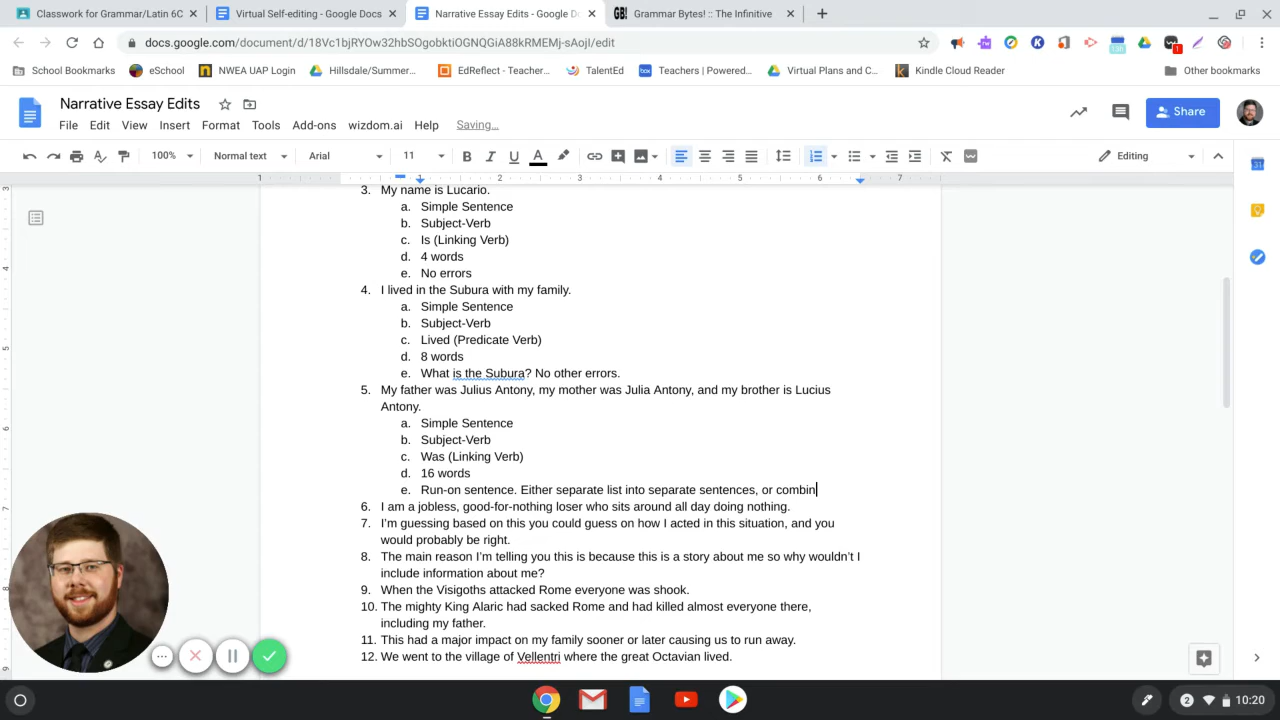 Classwork for Grammar/Latin 6C
Virtual Self-editing - Google Docs
Narrative Essay Edits - Google Do
GB! Grammar Bytes! :: The Infinitive
docs.google.com/document/d/18Vc1bjRYOw32hbSOgobktiOGNQGiA88kRMEMj-sAojI/edit
School Bookmarks
eSchool
NWEA UAP Login
Hillsdale/Summer...
EdReflect - Teacher...
TalentEd
box Teachers | Powered...
Virtual Plans and C...
Kindle Cloud Reader
Other bookmarks
Narrative Essay Edits
Share
File Edit View Insert Format Tools Add-ons wizdom.ai Help Saving...
100% Normal text Arial 11 B I U A Editing
1 1 2 3 4 5 6 7
3. My name is Lucario.
a. Simple Sentence
b. Subject-Verb
c. Is (Linking Verb)
d. 4 words
e. No errors
4. I lived in the Subura with my family.
a. Simple Sentence
b. Subject-Verb
c. Lived (Predicate Verb)
d. 8 words
e. What is the Subura? No other errors.
5. My father was Julius Antony, my mother was Julia Antony, and my brother is Lucius
Antony.
a. Simple Sentence
b. Subject-Verb
c. Was (Linking Verb)
d. 16 words
e. Run-on sentence. Either separate list into separate sentences, or combin
6. I am a jobless, good-for-nothing loser who sits around all day doing nothing.
7. I'm guessing based on this you could guess on how I acted in this situation, and you
would probably be right.
8. The main reason I'm telling you this is because this is a story about me so why wouldn't I
include information about me?
9. When the Visigoths attacked Rome everyone was shook.
10. The mighty King Alaric had sacked Rome and had killed almost everyone there,
including my father.
11. This had a major impact on my family sooner or later causing us to run away.
12. We went to the village of Vellentri where the great Octavian lived.
2 10:20